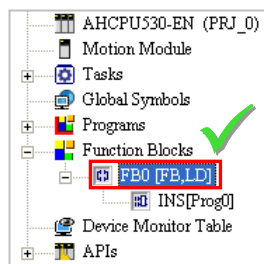 AHCPU530-EN (PRJ_0)
Motion Module
Tasks
Global Symbols
Programs
Function Blocks
FB0 [FB,LD]
INS[Prog0]
Device Monitor Table
APIs